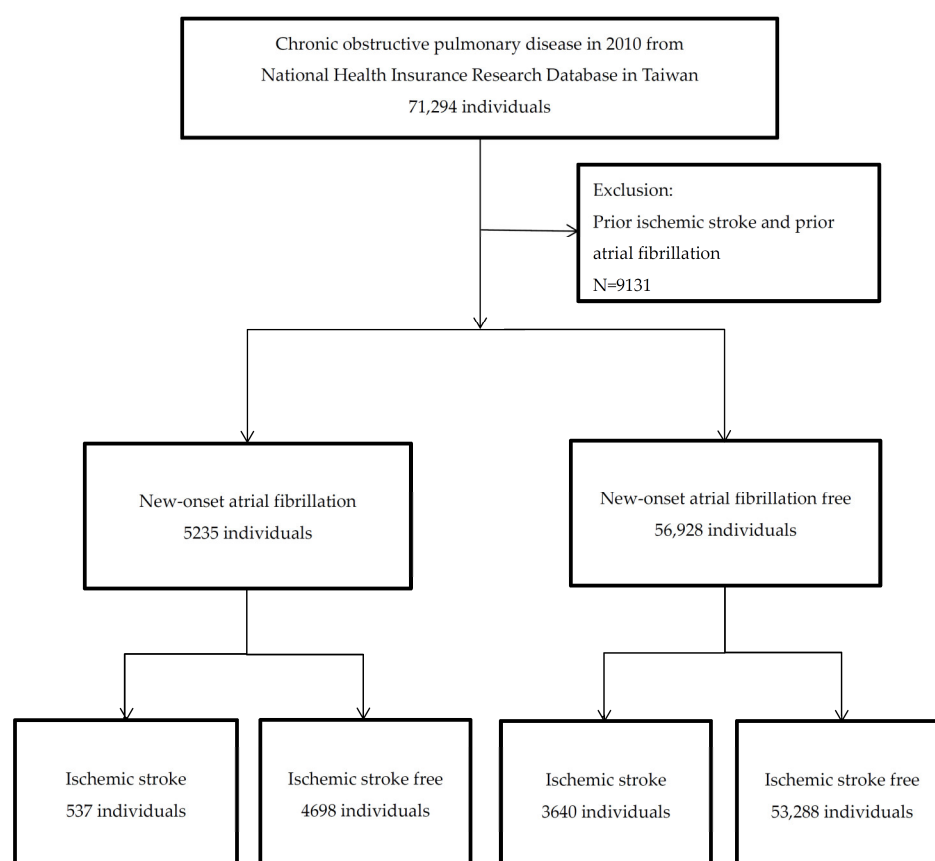 Chronic obstructive pulmonary disease in 2010 from
National Health Insurance Research Database in Taiwan
71,294 individuals
Exclusion:
Prior ischemic stroke and prior
atrial fibrillation
N=9131
New-onset atrial fibrillation
5235 individuals
New-onset atrial fibrillation free
56,928 individuals
Ischemic stroke
537 individuals
Ischemic stroke free
4698 individuals
Ischemic stroke
3640 individuals
Ischemic stroke free
53,288 individuals